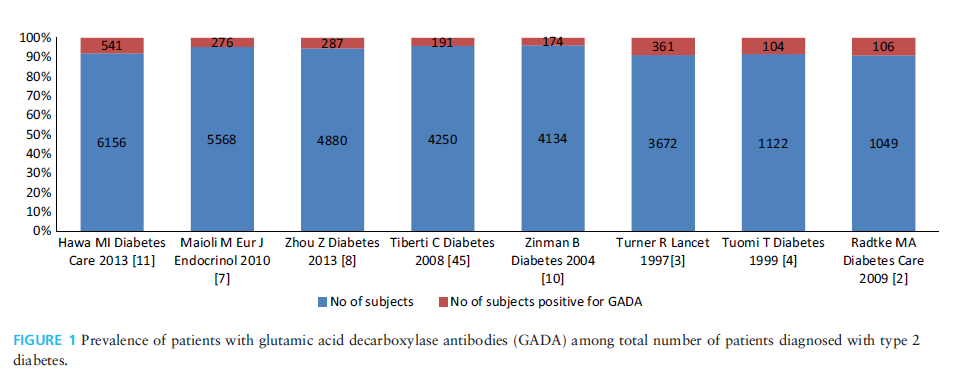 100%
90%
80%
70%
60%
50%
40%
30%
20%
10%
0%
541
276
287
191
174
361
104
106
6156
5568
4880
4250
4134
3672
1122
1049
Hawa MI Diabetes
Care 2013 [11]
Maioli M Eur J
Endocrinol 2010
[7]
Zhou Z Diabetes
2013 [8]
Tiberti C Diabetes
2008 [45]
Zinman B
Diabetes 2004
[10]
Turner R Lancet
1997[3]
Tuomi T Diabetes
1999 [4]
Radtke MA
Diabetes Care
2009 [2]
No of subjects
No of subjects positive for GADA
FIGURE 1 Prevalence of patients with glutamic acid decarboxylase antibodies (GADA) among total number of patients diagnosed with type 2
diabetes.